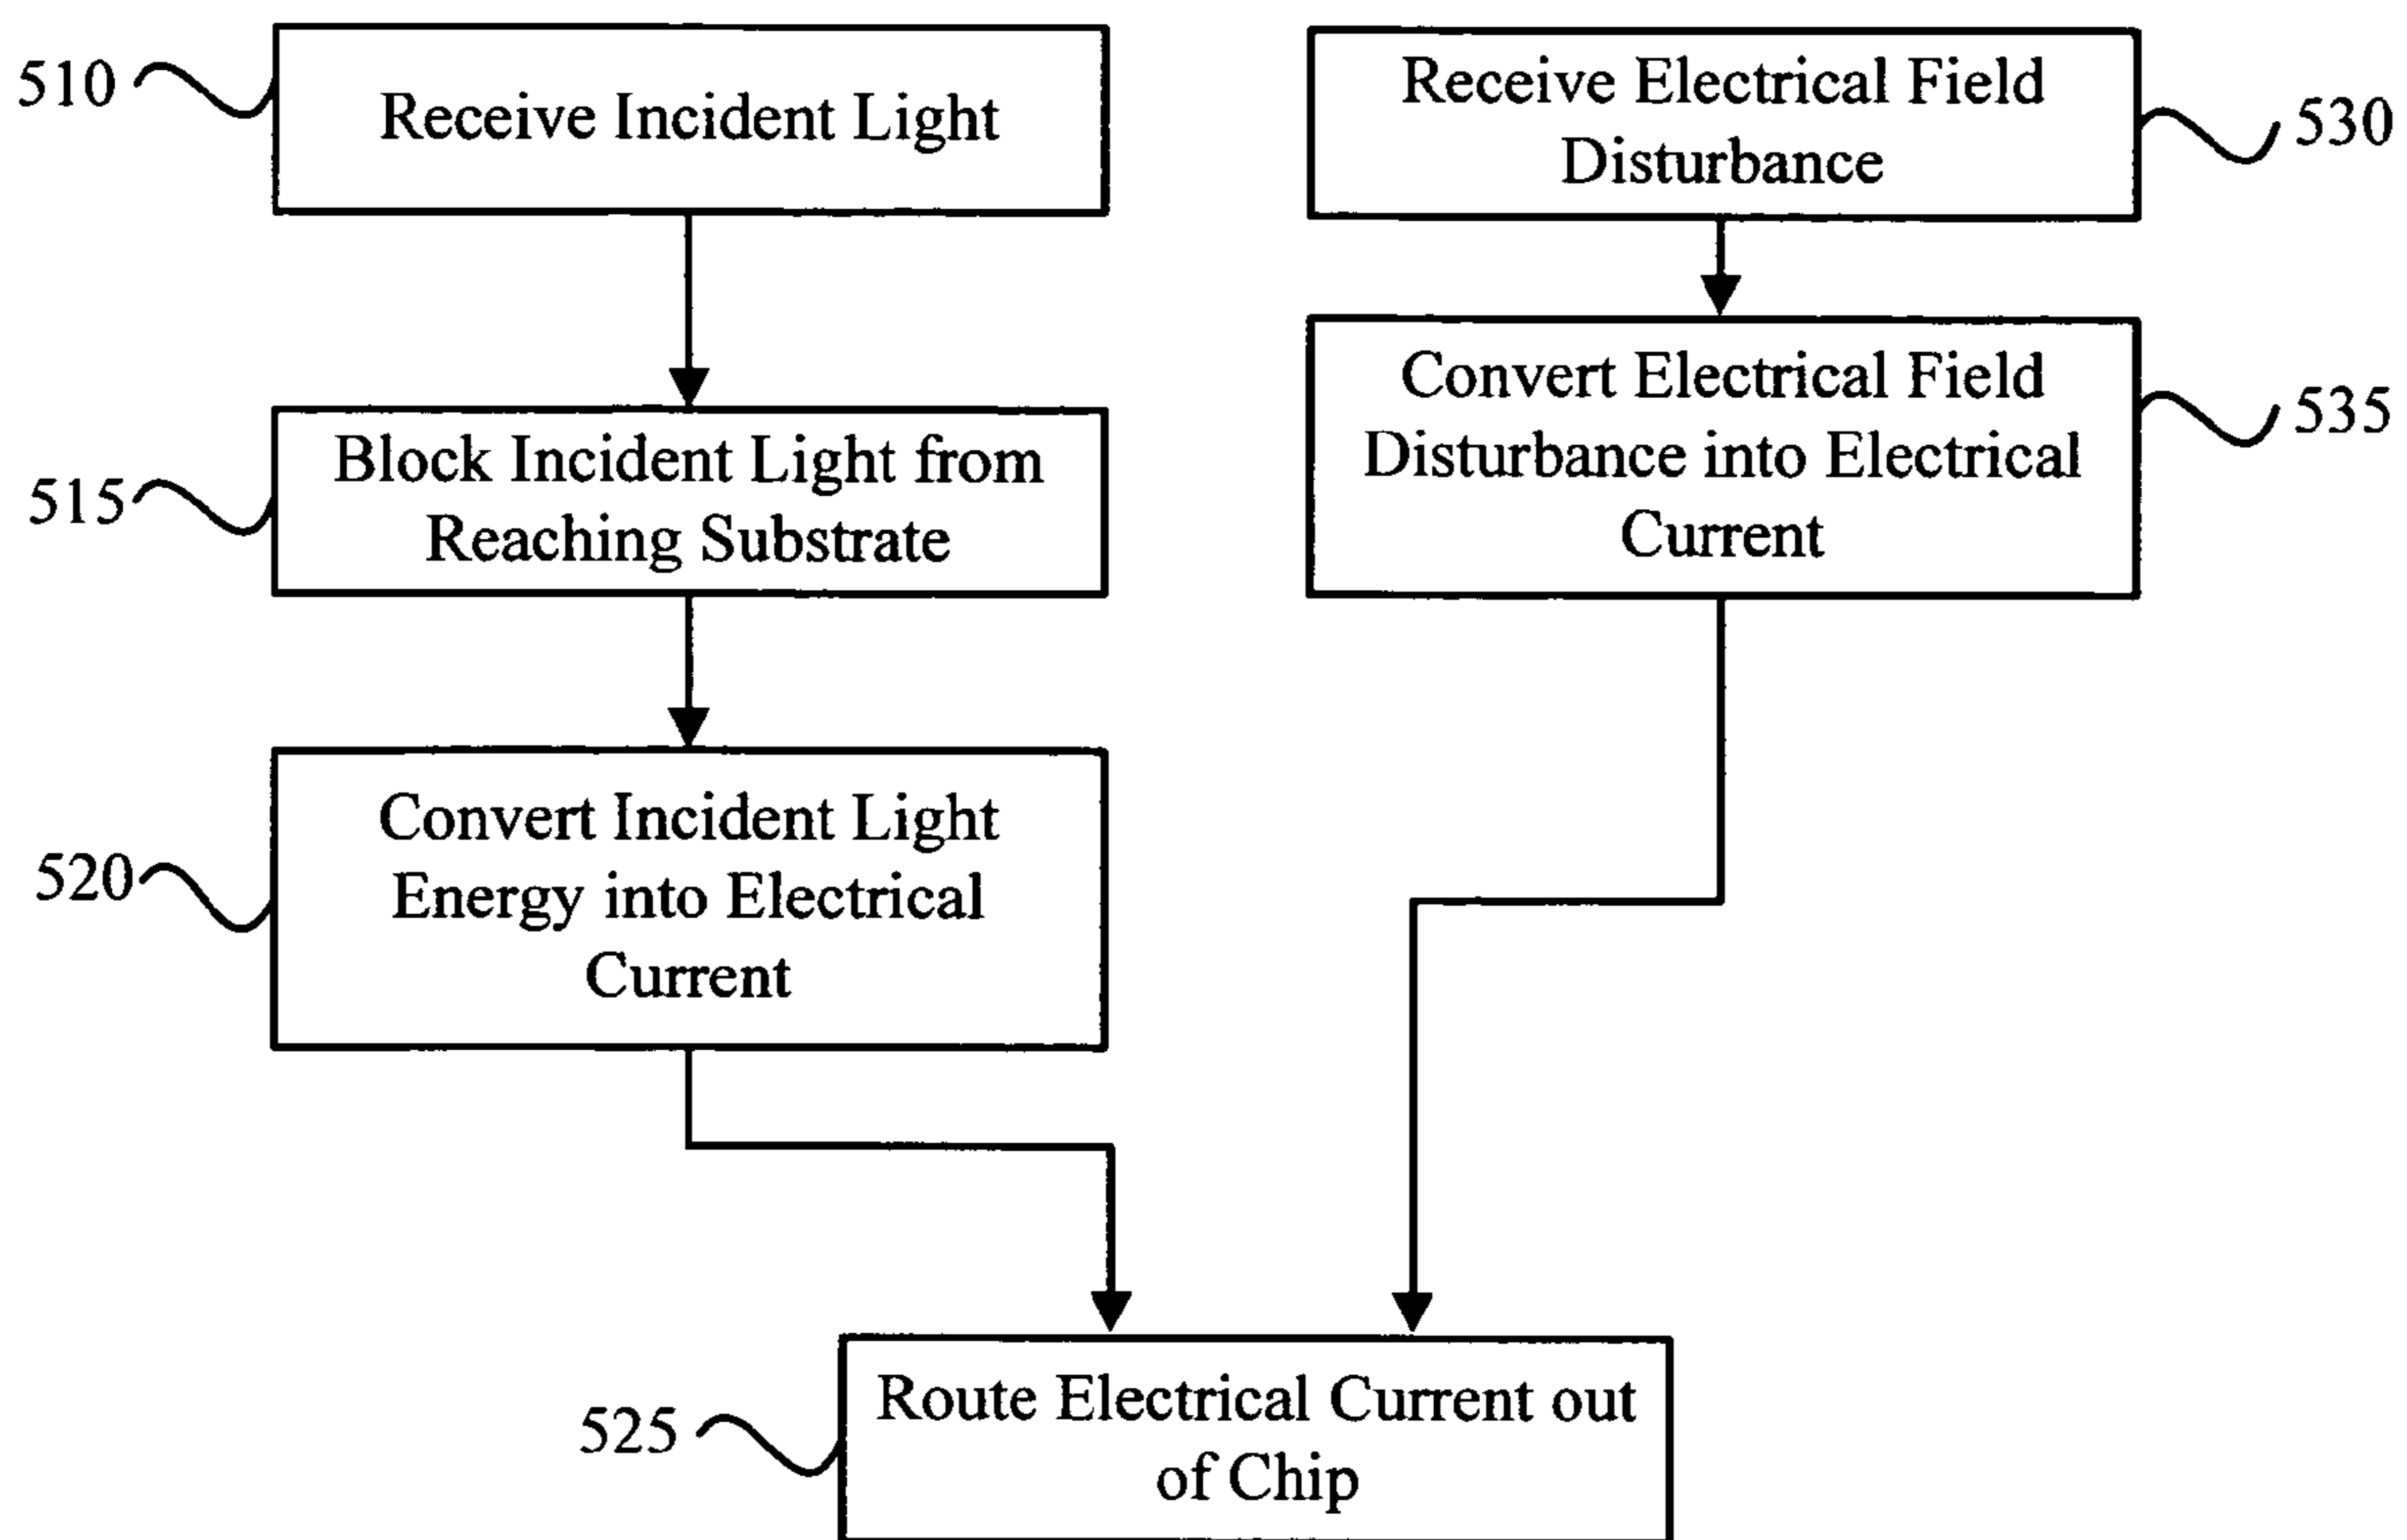 510
Receive Incident Light
515
Block Incident Light from
Reaching Substrate
520
Convert Incident Light
Energy into Electrical
Current
Receive Electrical Field
Disturbance
530
Convert Electrical Field
Disturbance into Electrical
Current
535
525
Route Electrical Current out
of Chip